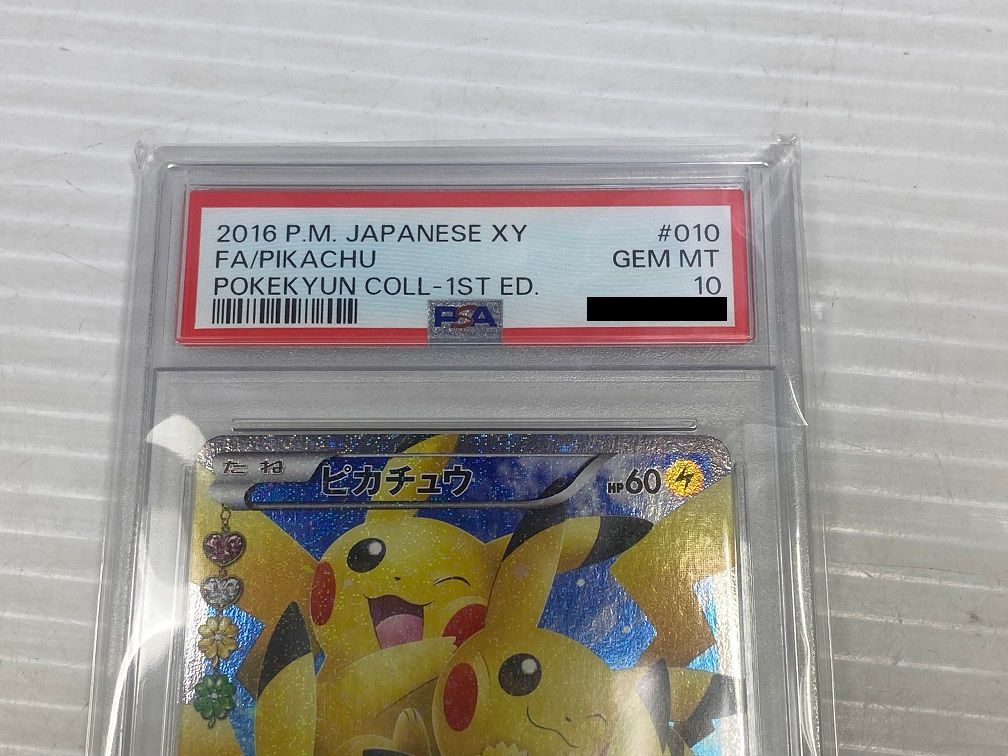 2016 P.M. JAPANESE XY #010
FA/PIKACHU GEM MT
POKEKYUN COLL-1ST ED. 10
PSA
たね ピカチュウ HP60